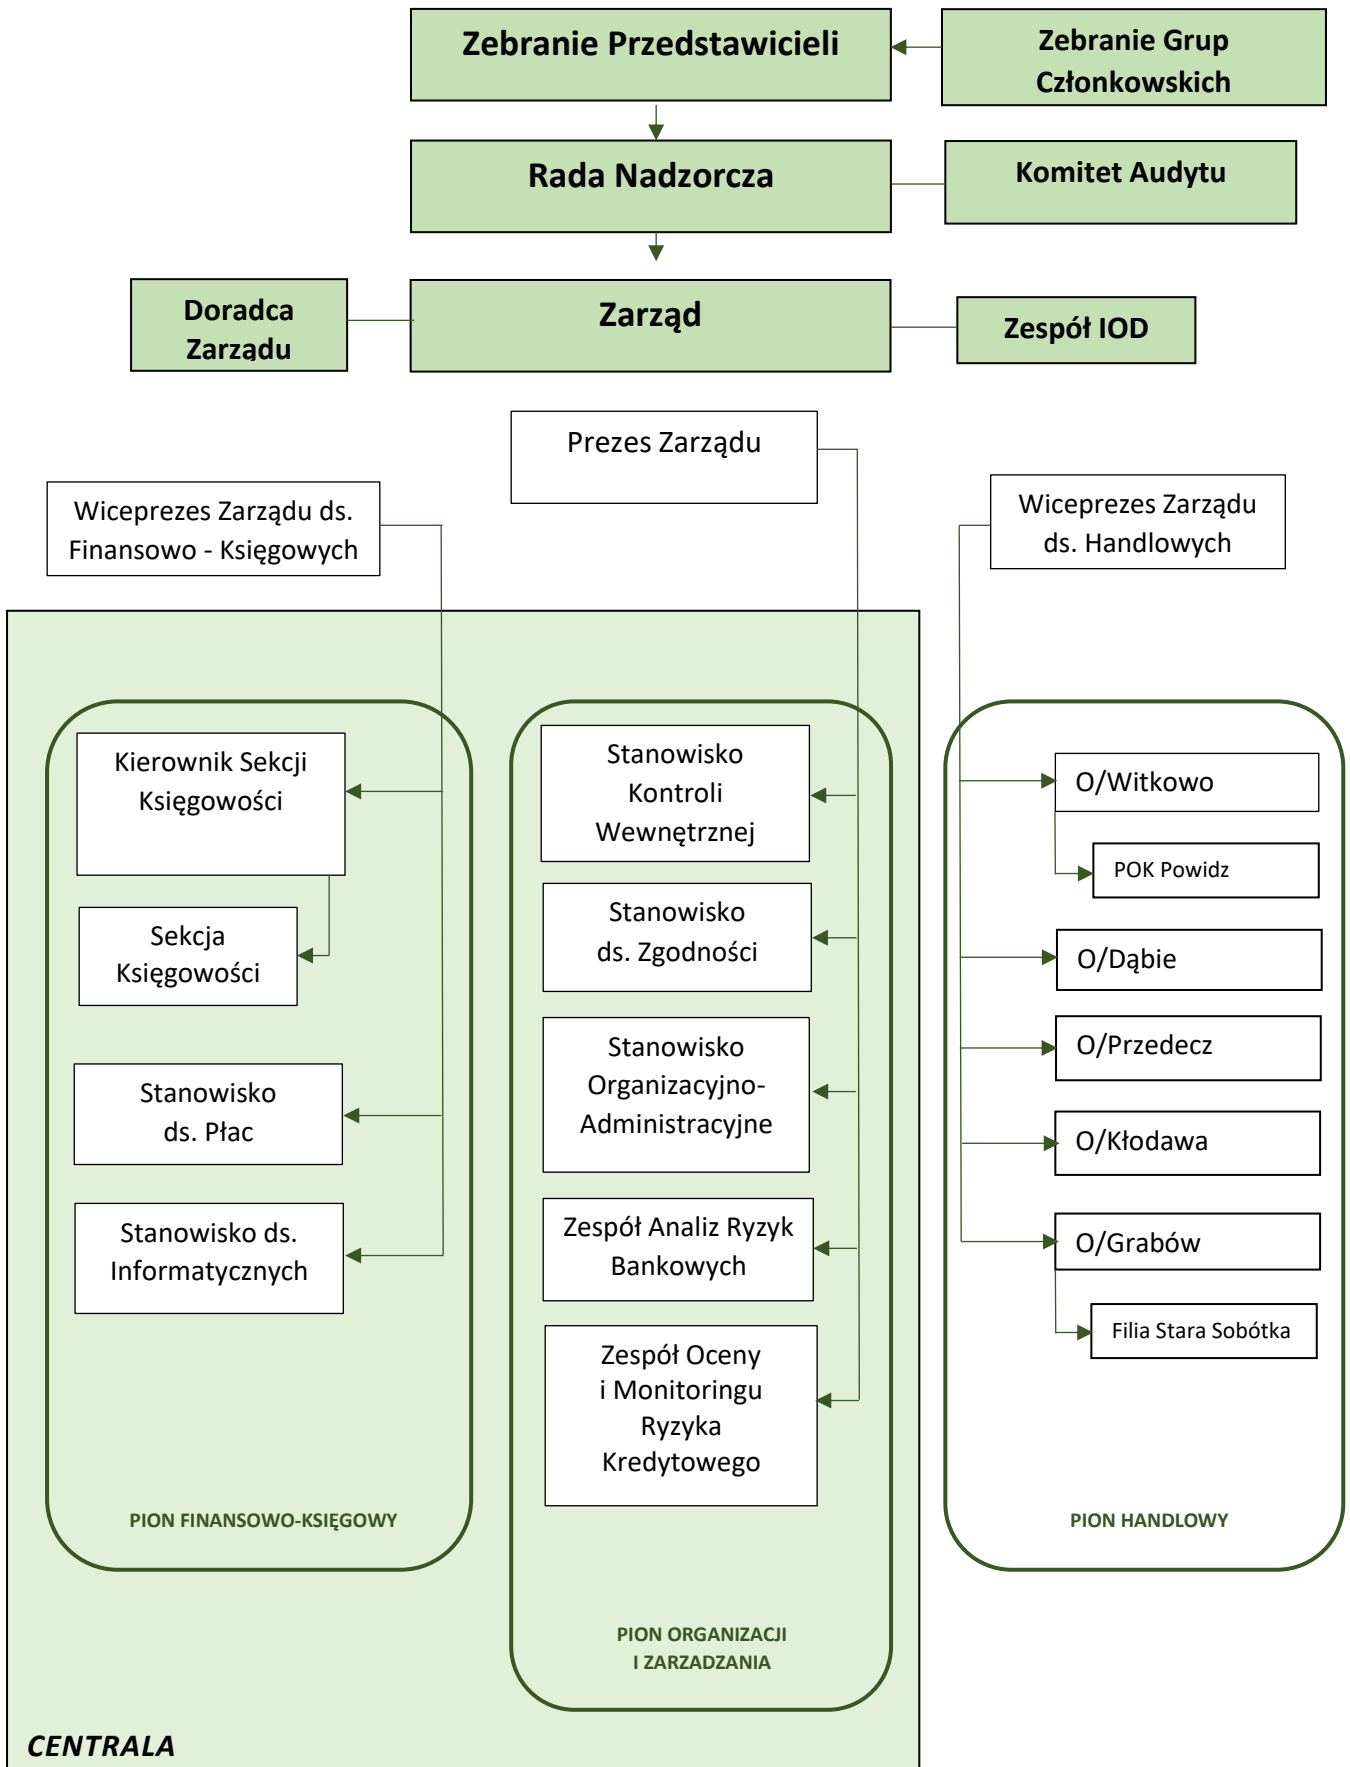 Zebranie Przedstawicieli
Zebranie Grup
Członkowskich
Rada Nadzorcza
Komitet Audytu
Doradca
Zarządu
Zarząd
Zespół IOD
Prezes Zarządu
Wiceprezes Zarządu ds.
Finansowo - Księgowych
Wiceprezes Zarządu
ds. Handlowych
Kierownik Sekcji
Księgowości
Sekcja
Księgowości
Stanowisko
ds. Płac
Stanowisko ds.
Informatycznych
PION FINANSOWO-KSIĘGOWY
Stanowisko
Kontroli
Wewnętrznej
Stanowisko
ds. Zgodności
Stanowisko
Organizacyjno-
Administracyjne
Zespół Analiz Ryzyk
Bankowych
Zespół Oceny
i Monitoringu
Ryzyka
Kredytowego
PION ORGANIZACJI
I ZARZADZANIA
O/Witkowo
POK Powidz
O/Dąbie
O/Przedecz
O/Kłodawa
O/Grabów
Filia Stara Sobótka
PION HANDLOWY
CENTRALA